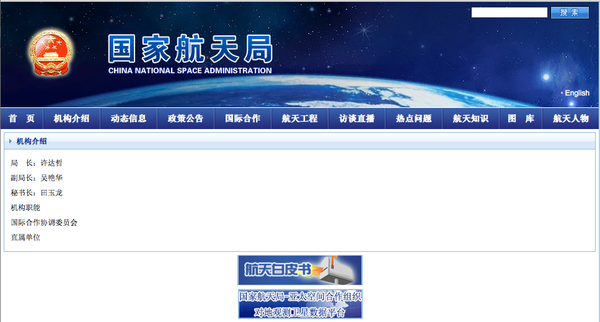 搜 索
国家航天局
CHINA NATIONAL SPACE ADMINISTRATION
· English
首 页 机构介绍 动态信息 政策公告 国际合作 航天工程 访谈直播 热点问题 航天知识 图 库 航天人物
机构介绍
局 长：许达哲
副局长：吴艳华
秘书长：田玉龙
机构职能
国际合作协调委员会
直属单位
航天白皮书
国家航天局-亚太空间合作组织
对地观测卫星数据平台